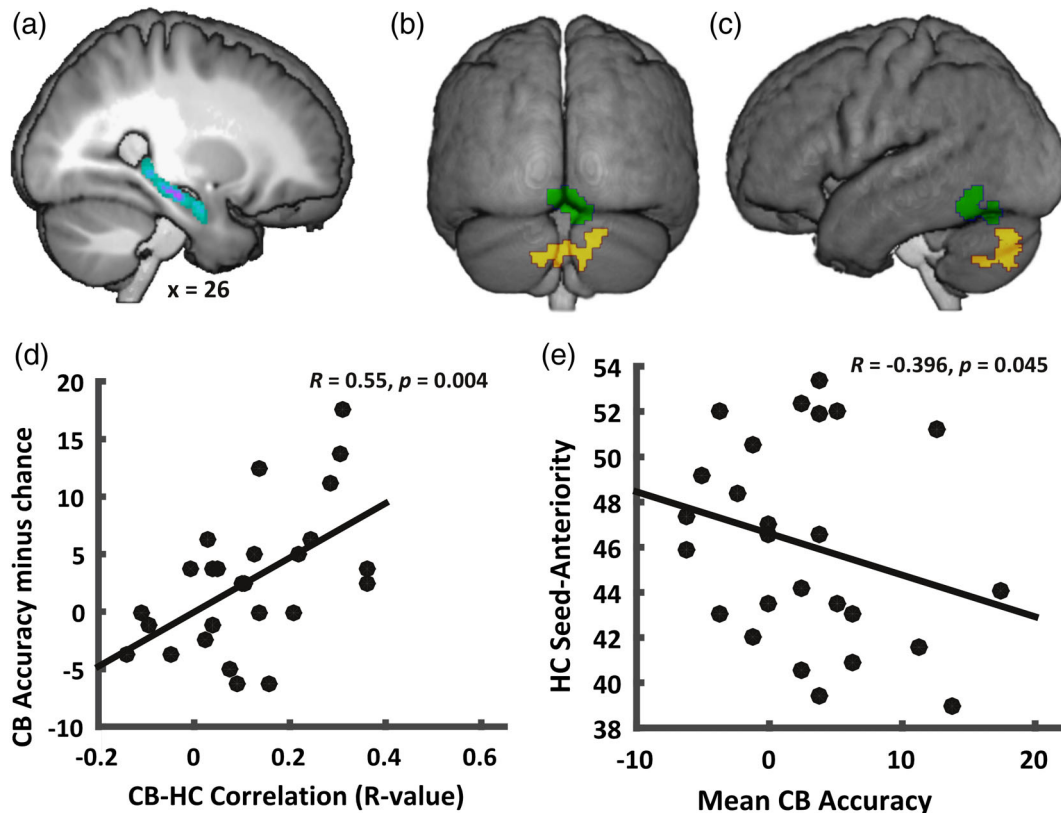 (a)
(b)
(c)
x = 26
(d)
R = 0.55, p = 0.004
20
15
10
5
0
-5
-10
CB Accuracy minus chance
-0.2
0
0.2
0.4
0.6
CB-HC Correlation (R-value)
(e)
R = -0.396, p = 0.045
54
52
50
48
46
44
42
40
38
HC Seed-Anteriority
-10
0
10
20
Mean CB Accuracy